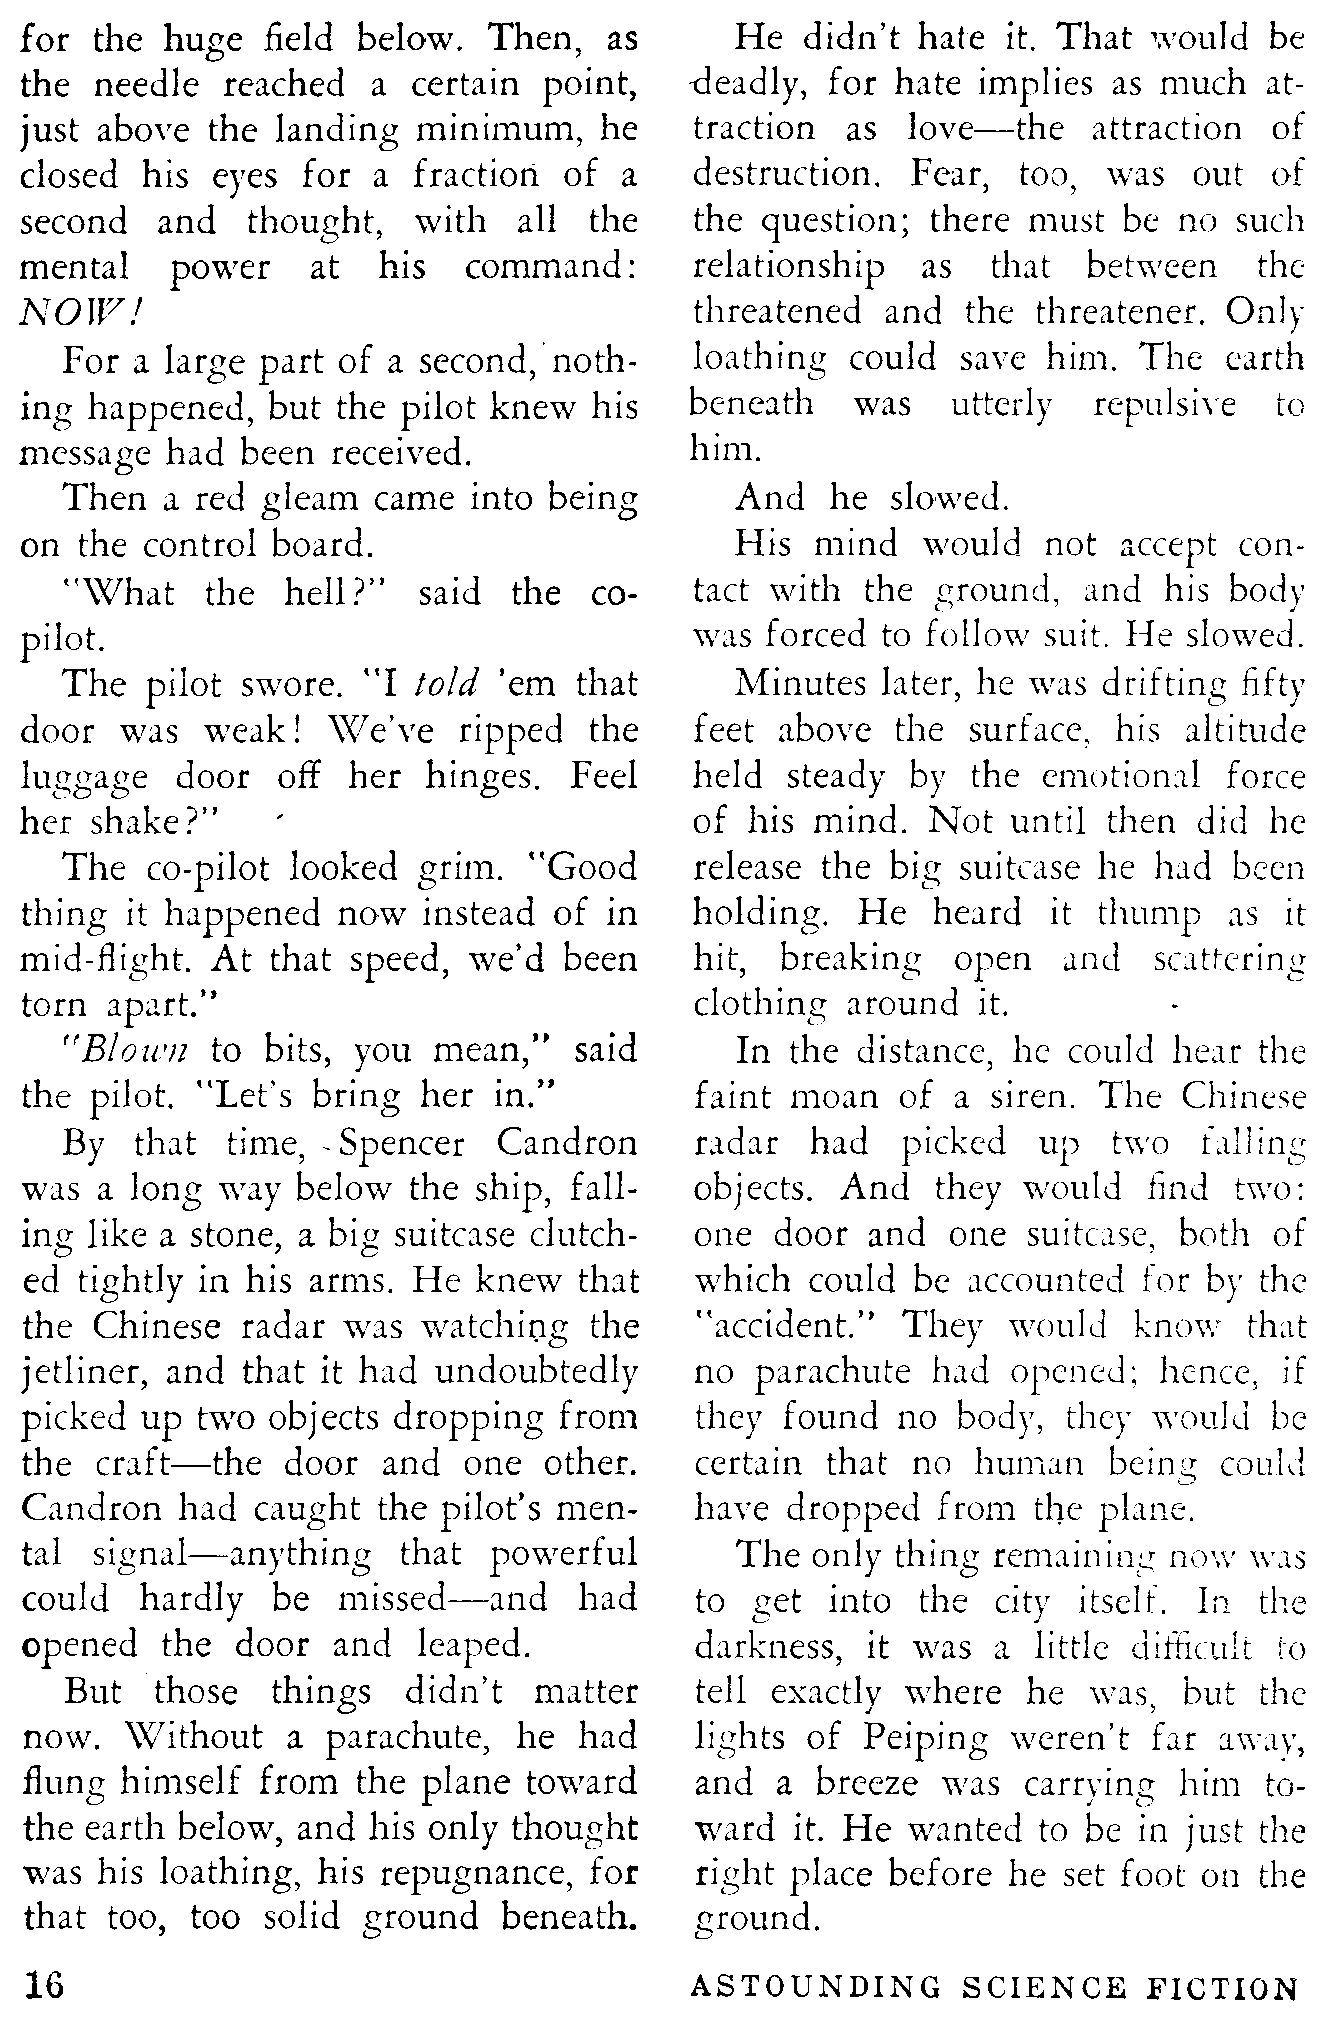 for the huge field below. Then, as
the needle reached a certain point,
just above the landing minimum, he
closed his eyes for a fraction of a
second and thought, with all the
mental power at his command:
NOW!
For a large part of a second, noth-
ing happened, but the pilot knew his
message had been received.
Then a red gleam came into being
on the control board.
"What the hell?" said the co-
pilot.
The pilot swore. "I told 'em that
door was weak! We've ripped the
luggage door off her hinges. Feel
her shake?"
The co-pilot looked grim. "Good
thing it happened now instead of in
mid-flight. At that speed, we'd been
torn apart."
"Blown to bits, you mean," said
the pilot. "Let's bring her in."
By that time, Spencer Candron
was a long way below the ship, fall-
ing like a stone, a big suitcase clutch-
ed tightly in his arms. He knew that
the Chinese radar was watching the
jetliner, and that it had undoubtedly
picked up two objects dropping from
the craft—the door and one other.
Candron had caught the pilot's men-
tal signal—anything that powerful
could hardly be missed—and had
opened the door and leaped.
But those things didn't matter
now. Without a parachute, he had
flung himself from the plane toward
the earth below, and his only thought
was his loathing, his repugnance, for
that too, too solid ground beneath.
He didn't hate it. That would be
deadly, for hate implies as much at-
traction as love—the attraction of
destruction. Fear, too, was out of
the question; there must be no such
relationship as that between the
threatened and the threatener. Only
loathing could save him. The earth
beneath was utterly repulsive to
him.
And he slowed.
His mind would not accept con-
tact with the ground, and his body
was forced to follow suit. He slowed.
Minutes later, he was drifting fifty
feet above the surface, his altitude
held steady by the emotional force
of his mind. Not until then did he
release the big suitcase he had been
holding. He heard it thump as it
hit, breaking open and scattering
clothing around it.
In the distance, he could hear the
faint moan of a siren. The Chinese
radar had picked up two falling
objects. And they would find two:
one door and one suitcase, both of
which could be accounted for by the
"accident." They would know that
no parachute had opened; hence, if
they found no body, they would be
certain that no human being could
have dropped from the plane.
The only thing remaining now was
to get into the city itself. In the
darkness, it was a little difficult to
tell exactly where he was, but the
lights of Peiping weren't far away,
and a breeze was carrying him to-
ward it. He wanted to be in just the
right place before he set foot on the
ground.
16
ASTOUNDING SCIENCE FICTION